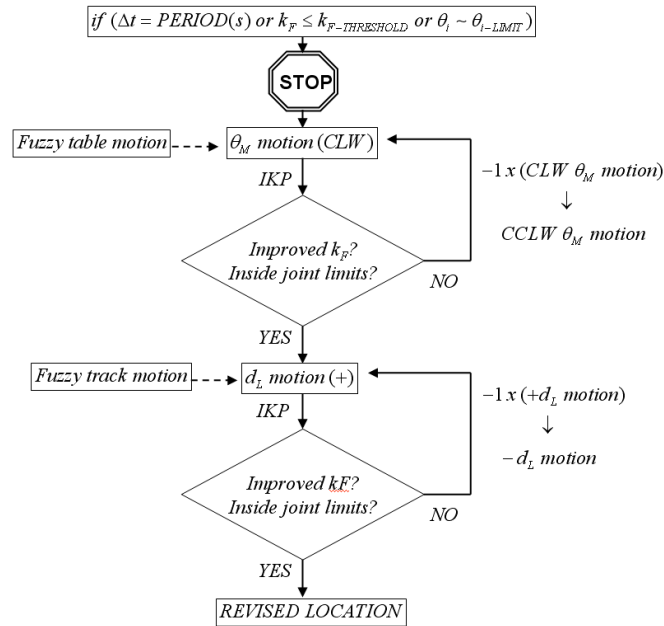 if (Δt = PERIOD(s) or k_F ≤ k_{F-THRESHOLD} or θ_i ~ θ_{i-LIMIT})
STOP
Fuzzy table motion
θ_M motion (CLW)
IKP
-1 x (CLW θ_M motion)
↓
CCLW θ_M motion
Improved k_F?
Inside joint limits?
NO
YES
Fuzzy track motion
d_L motion (+)
IKP
-1 x (+d_L motion)
↓
- d_L motion
Improved kF?
Inside joint limits?
NO
YES
REVISED LOCATION